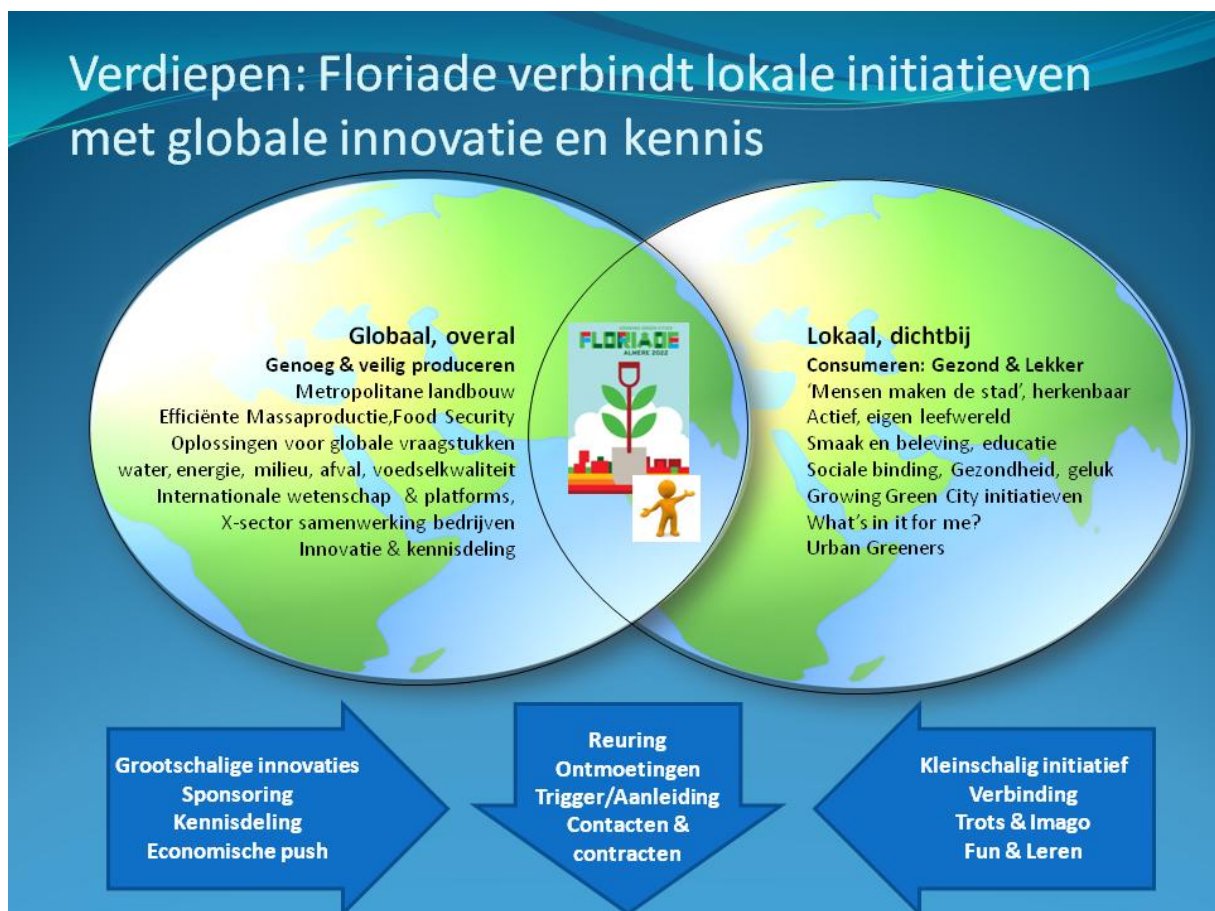 Verdiepen: Floriade verbindt lokale initiatieven
met globale innovatie en kennis
Globaal, overal
Genoeg & veilig produceren
Metropolitane landbouw
Efficiënte Massaproductie,Food Security
Oplossingen voor globale vraagstukken
water, energie, milieu, afval, voedselkwaliteit
Internationale wetenschap & platforms,
X-sector samenwerking bedrijven
Innovatie & kennisdeling
GROWING GREEN CITIES
FLORIADE
ALMERE 2022
Lokaal, dichtbij
Consumeren: Gezond & Lekker
‘Mensen maken de stad’, herkenbaar
Actief, eigen leefwereld
Smaak en beleving, educatie
Sociale binding, Gezondheid, geluk
Growing Green City initiatieven
What’s in it for me?
Urban Greeners
Grootschalige innovaties
Sponsoring
Kennisdeling
Economische push
Reuring
Ontmoetingen
Trigger/Aanleiding
Contacten &
contracten
Kleinschalig initiatief
Verbinding
Trots & Imago
Fun & Leren